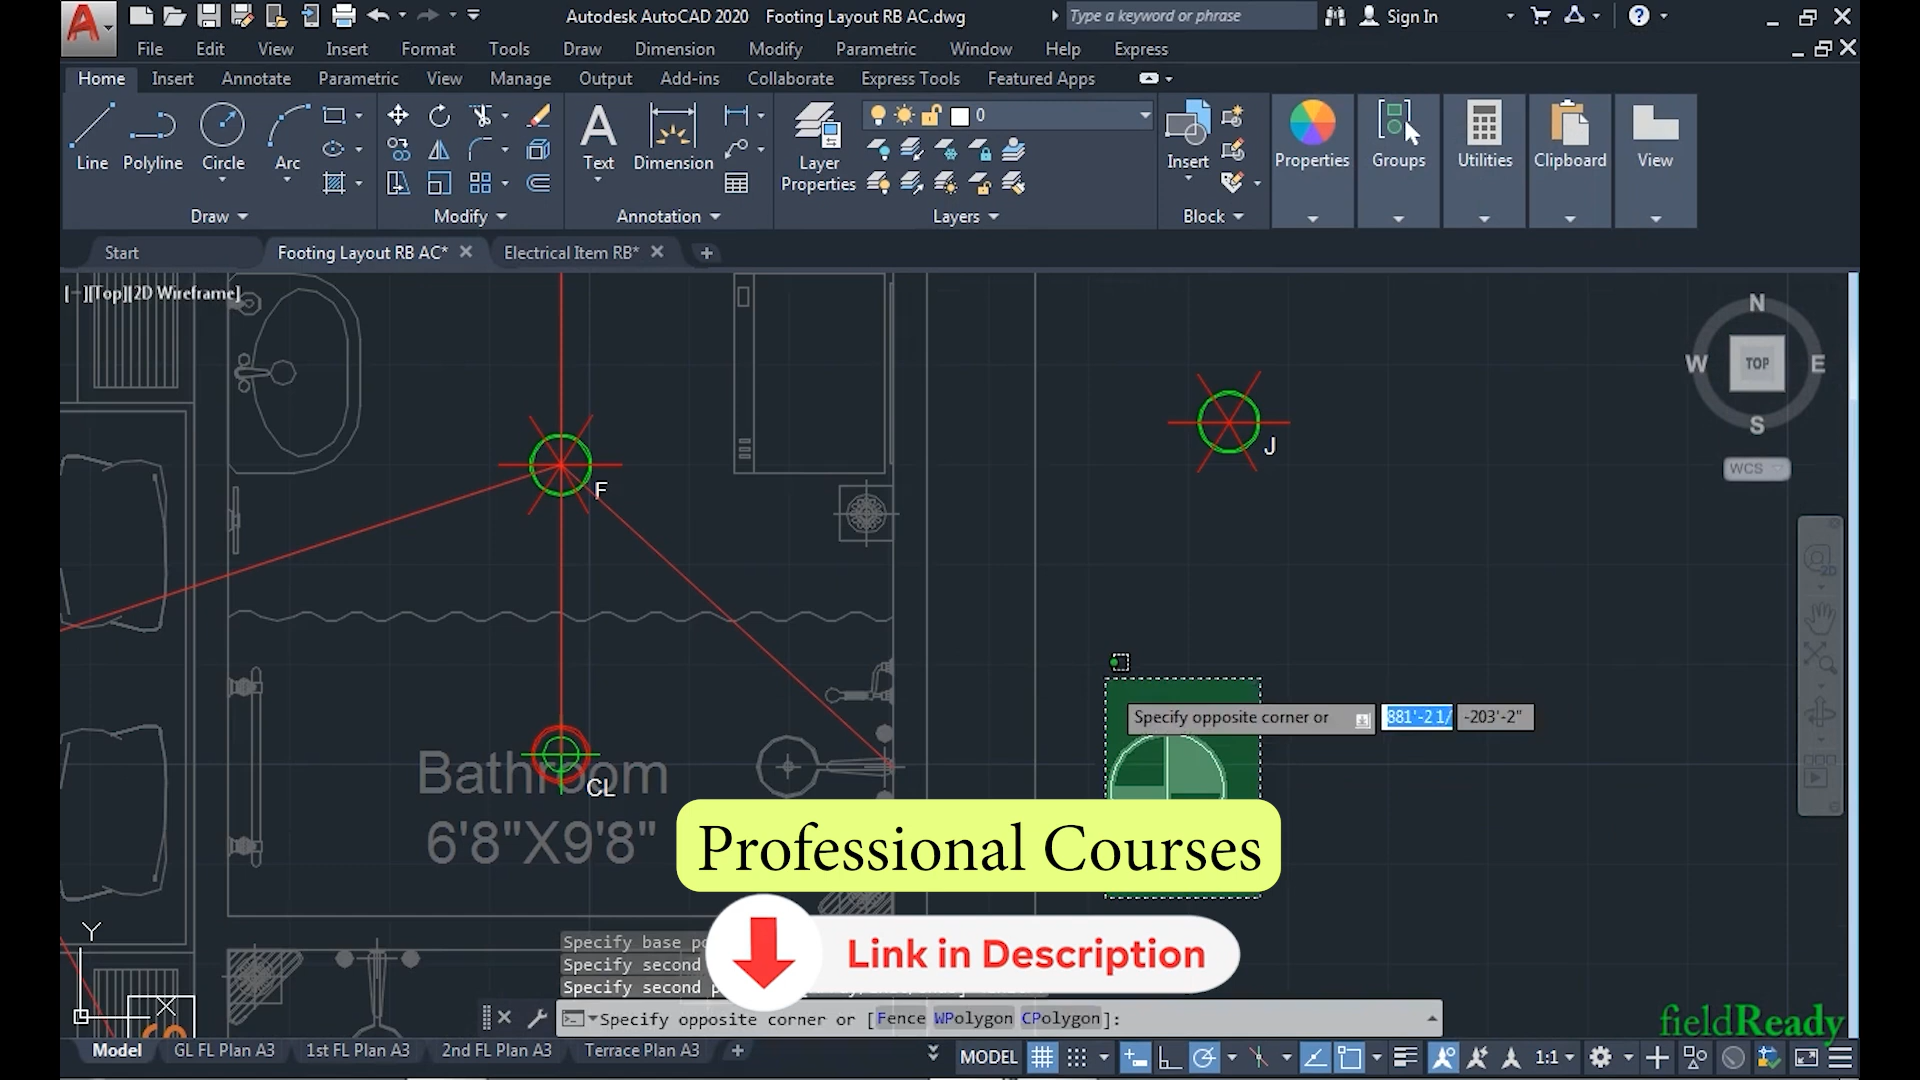 Autodesk AutoCAD 2020 Footing Layout RB AC.dwg
Type a keyword or phrase
Sign In
File Edit View Insert Format Tools Draw Dimension Modify Parametric Window Help Express
Home Insert Annotate Parametric View Manage Output Add-ins Collaborate Express Tools Featured Apps
0
Line Polyline Circle Arc
Text Dimension
Layer Properties
Insert
Properties Groups Utilities Clipboard View
Draw Modify Annotation Layers Block
Start Footing Layout RB AC* Electrical Item RB*
[−][Top][2D Wireframe]
N
W TOP E
S
WCS
J
F
Specify opposite corner or 881'-2 1/ -203'-2"
Bathroom
CL
6'8"X9'8"
Professional Courses
Link in Description
Y
X
Specify base
Specify second
Specify second
Specify opposite corner or [Fence WPolygon CPolygon]:
fieldReady
Model GL FL Plan A3 1st FL Plan A3 2nd FL Plan A3 Terrace Plan A3
MODEL 1:1